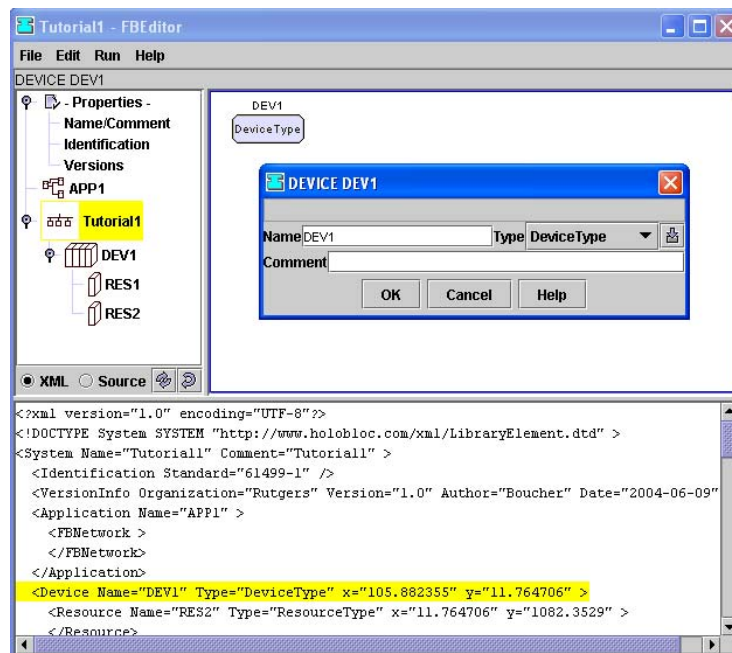 Tutorial1 - FBEditor
File Edit Run Help
DEVICE DEV1
- Properties -
Name/Comment
Identification
Versions
APP1
Tutorial1
DEV1
RES1
RES2
XML Source
DEV1
DeviceType
DEVICE DEV1
Name DEV1 Type DeviceType
Comment
OK Cancel Help
<?xml version="1.0" encoding="UTF-8"?>
<!DOCTYPE System SYSTEM "http://www.holobloc.com/xml/LibraryElement.dtd" >
<System Name="Tutorial1" Comment="Tutorial1" >
<Identification Standard="61499-1" />
<VersionInfo Organization="Rutgers" Version="1.0" Author="Boucher" Date="2004-06-09"
<Application Name="APP1" >
<FBNetwork >
</FBNetwork>
</Application>
<Device Name="DEV1" Type="DeviceType" x="105.882355" y="11.764706" >
<Resource Name="RES2" Type="ResourceType" x="11.764706" y="1082.3529" >
</Resource>